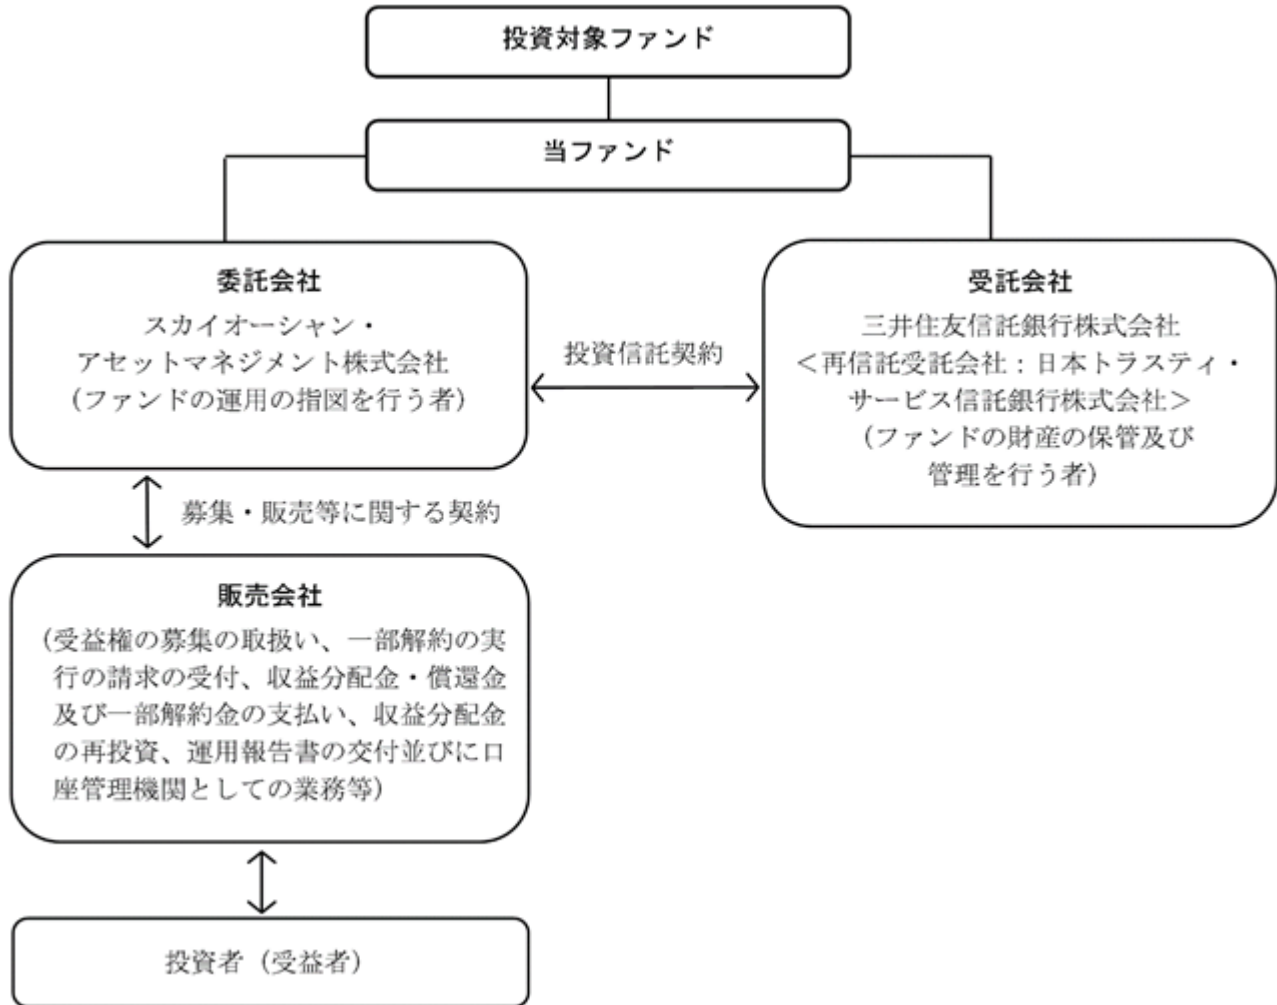 投資対象ファンド
当ファンド
委託会社
スカイオーシャン・
アセットマネジメント株式会社
（ファンドの運用の指図を行う者）
投資信託契約
受託会社
三井住友信託銀行株式会社
＜再信託受託会社：日本トラスティ・
サービス信託銀行株式会社＞
（ファンドの財産の保管及び
管理を行う者）
募集・販売等に関する契約
販売会社
（受益権の募集の取扱い、一部解約の実
行の請求の受付、収益分配金・償還金
及び一部解約金の支払い、収益分配金
の再投資、運用報告書の交付並びに口
座管理機関としての業務等）
投資者（受益者）